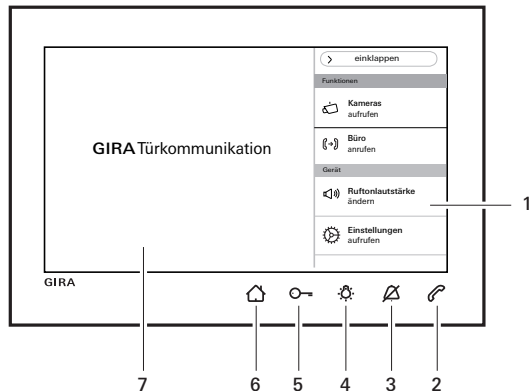 einklappen
Funktionen
Kameras
aufrufen
Büro
anrufen
GIRA Türkommunikation
Gerät
Ruftonlautstärke
ändern
Einstellungen
aufrufen
1
GIRA
7
6
5
4
3
2